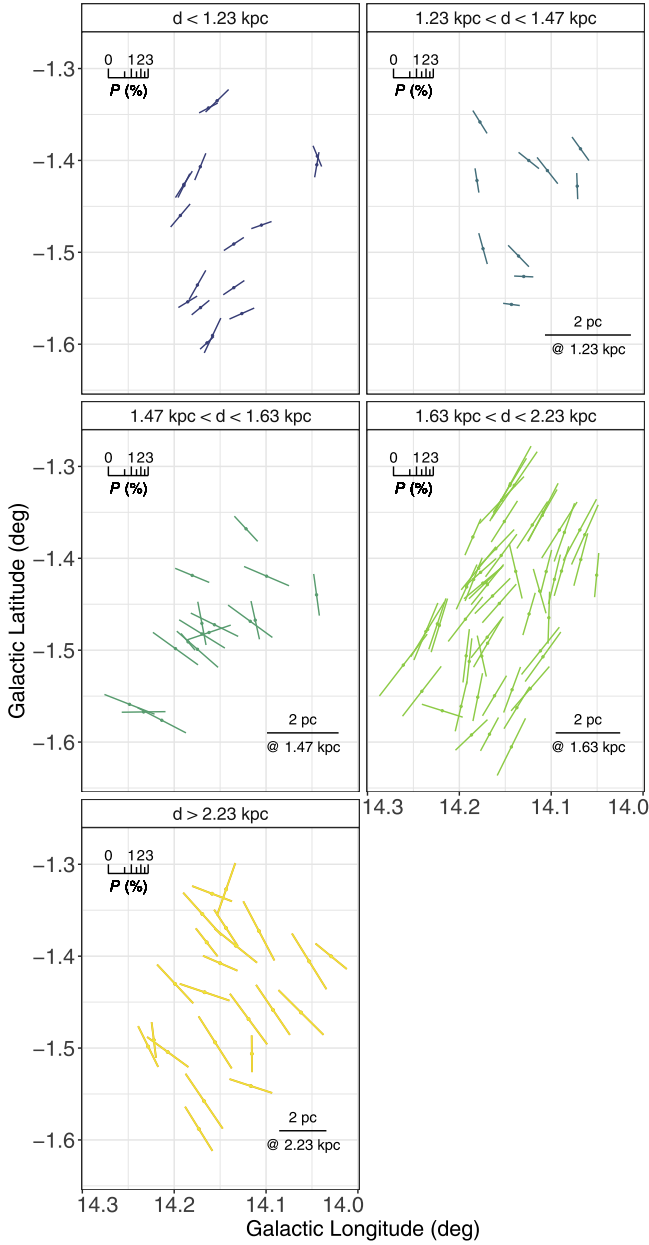 d < 1.23 kpc
1.23 kpc < d < 1.47 kpc
0 123
P (%)
0 123
P (%)
−1.3
−1.4
−1.5
−1.6
2 pc
@ 1.23 kpc
1.47 kpc < d < 1.63 kpc
1.63 kpc < d < 2.23 kpc
0 123
P (%)
0 123
P (%)
−1.3
−1.4
−1.5
−1.6
2 pc
@ 1.47 kpc
2 pc
@ 1.63 kpc
14.3 14.2 14.1 14.0
Galactic Latitude (deg)
d > 2.23 kpc
0 123
P (%)
−1.3
−1.4
−1.5
−1.6
2 pc
@ 2.23 kpc
14.3 14.2 14.1 14.0
Galactic Longitude (deg)